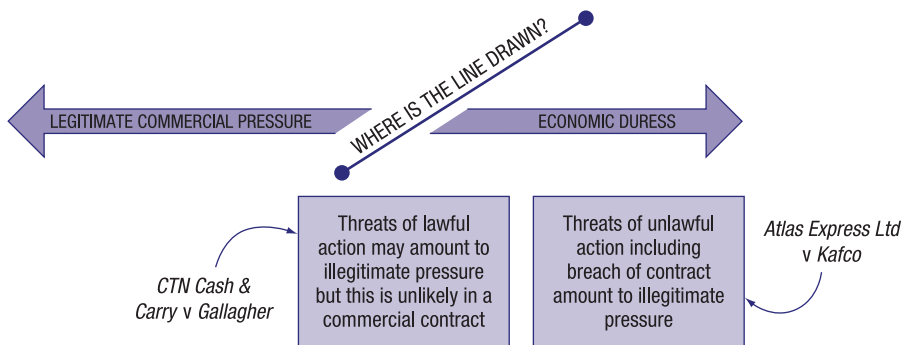 WHERE IS THE LINE DRAWN?
LEGITIMATE COMMERCIAL PRESSURE
ECONOMIC DURESS
Threats of lawful
action may amount to
illegitimate pressure
but this is unlikely in a
commercial contract
Threats of unlawful
action including
breach of contract
amount to illegitimate
pressure
CTN Cash &
Carry v Gallagher
Atlas Express Ltd
v Kafco